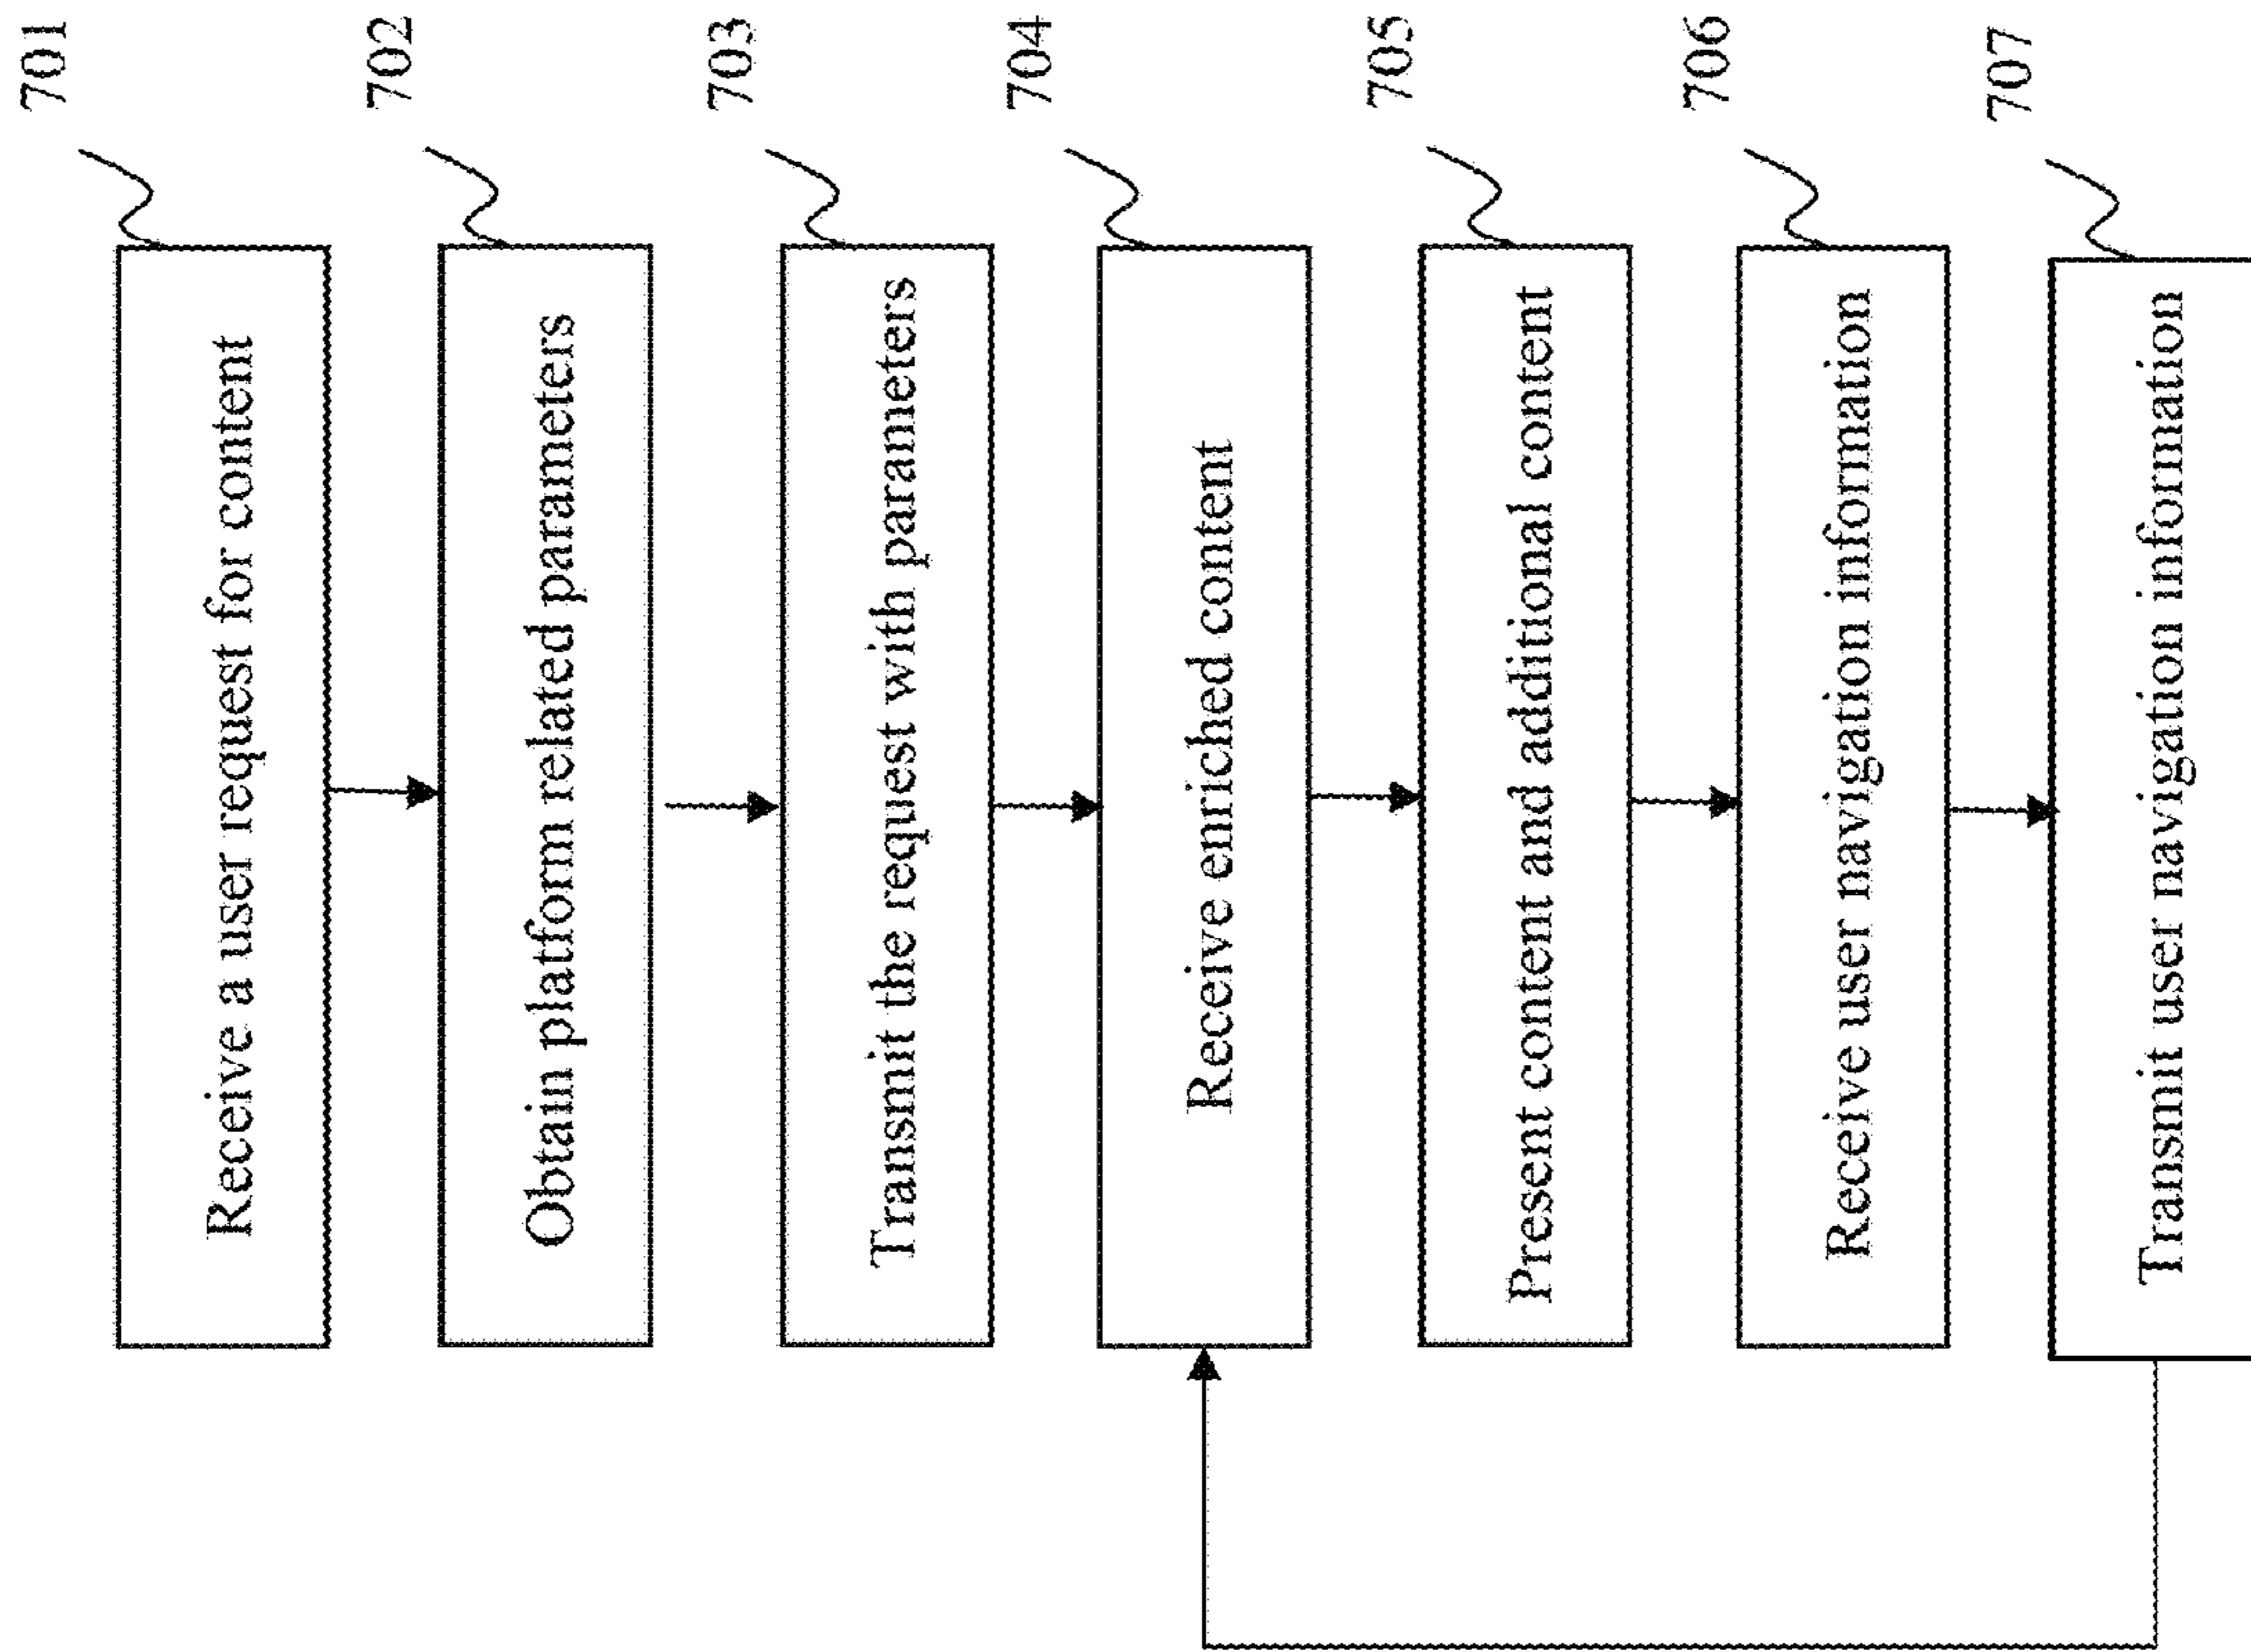 701
Receive a user request for content
702
Obtain platform related parameters
703
Transmit the request with parameters
704
Receive enriched content
705
Present content and additional content
706
Receive user navigation information
707
Transmit user navigation information